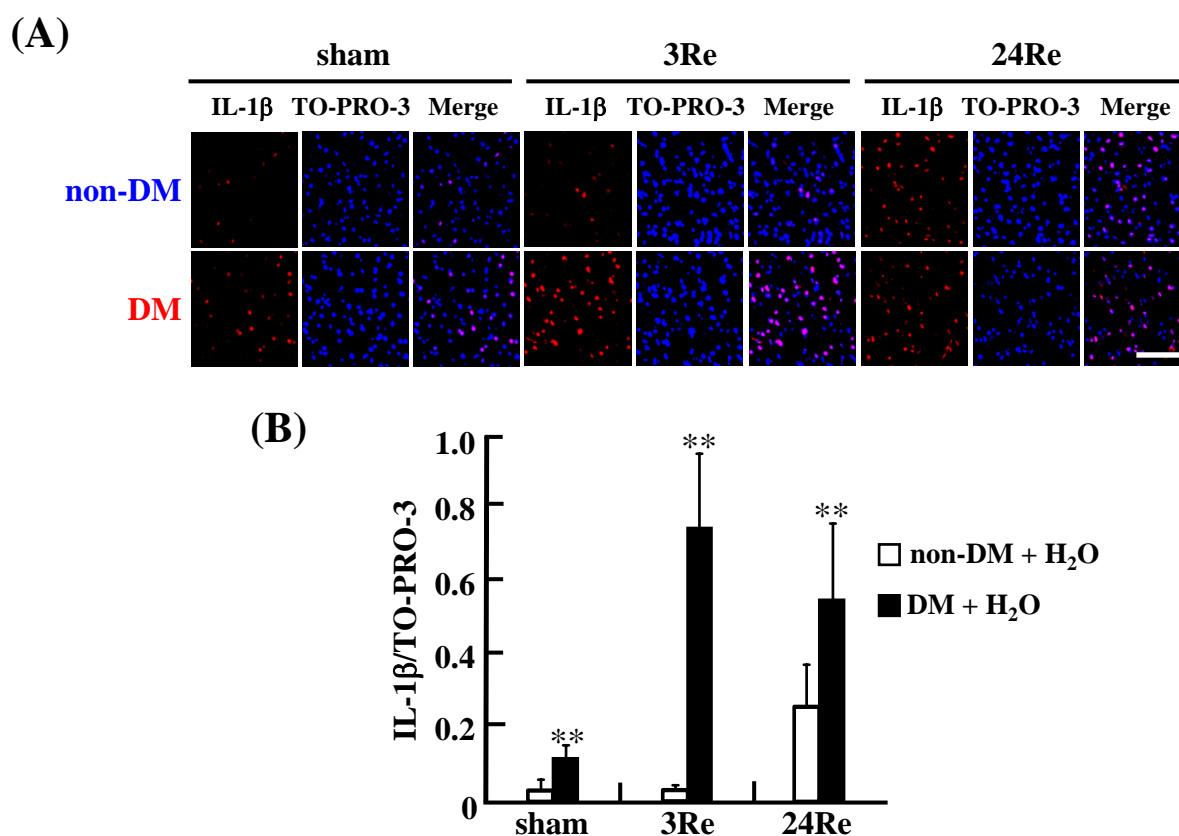 (A)
sham 3Re 24Re
IL-1β TO-PRO-3 Merge IL-1β TO-PRO-3 Merge IL-1β TO-PRO-3 Merge
non-DM
DM
(B)
IL-1β/TO-PRO-3
1.0
0.8
0.6
0.4
0.2
0
** ** **
sham 3Re 24Re
non-DM + H₂O
DM + H₂O